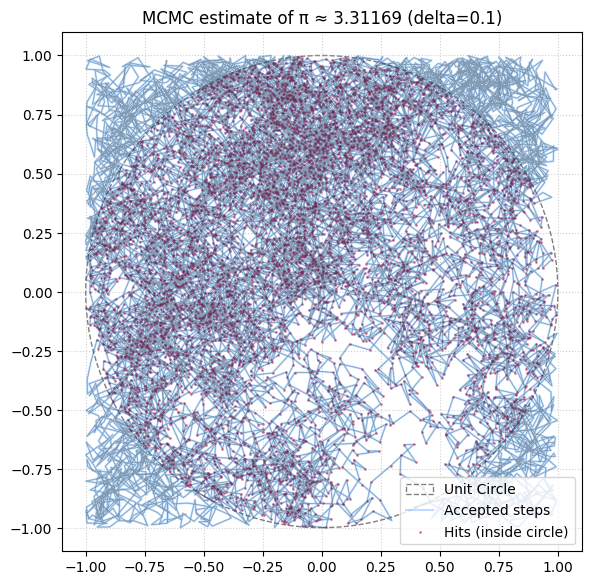 MCMC estimate of π ≈ 3.31169 (delta=0.1)
1.00
0.75
0.50
0.25
0.00
−0.25
−0.50
−0.75
−1.00
Unit Circle
Accepted steps
Hits (inside circle)
−1.00 −0.75 −0.50 −0.25 0.00 0.25 0.50 0.75 1.00